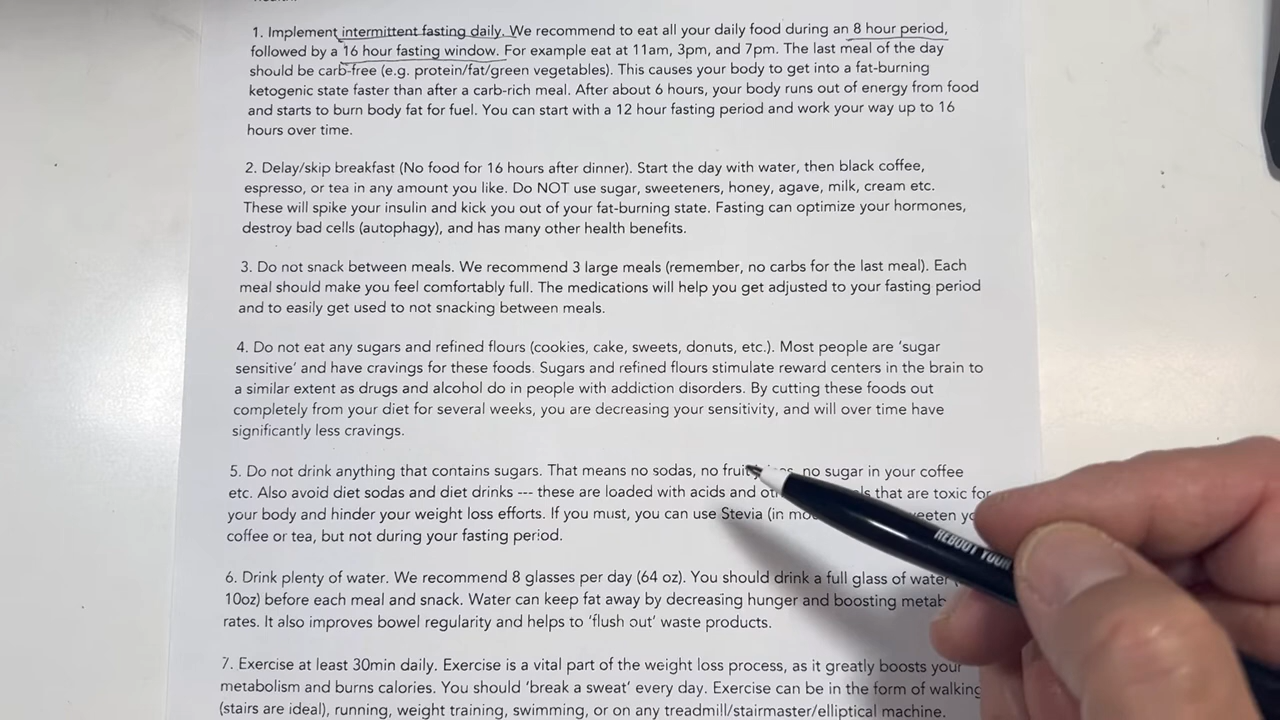 1. Implement intermittent fasting daily. We recommend to eat all your daily food during an 8 hour period,
followed by a 16 hour fasting window. For example eat at 11am, 3pm, and 7pm. The last meal of the day
should be carb-free (e.g. protein/fat/green vegetables). This causes your body to get into a fat-burning
ketogenic state faster than after a carb-rich meal. After about 6 hours, your body runs out of energy from food
and starts to burn body fat for fuel. You can start with a 12 hour fasting period and work your way up to 16
hours over time.
2. Delay/skip breakfast (No food for 16 hours after dinner). Start the day with water, then black coffee,
espresso, or tea in any amount you like. Do NOT use sugar, sweeteners, honey, agave, milk, cream etc.
These will spike your insulin and kick you out of your fat-burning state. Fasting can optimize your hormones,
destroy bad cells (autophagy), and has many other health benefits.
3. Do not snack between meals. We recommend 3 large meals (remember, no carbs for the last meal). Each
meal should make you feel comfortably full. The medications will help you get adjusted to your fasting period
and to easily get used to not snacking between meals.
4. Do not eat any sugars and refined flours (cookies, cake, sweets, donuts, etc.). Most people are ‘sugar
sensitive’ and have cravings for these foods. Sugars and refined flours stimulate reward centers in the brain to
a similar extent as drugs and alcohol do in people with addiction disorders. By cutting these foods out
completely from your diet for several weeks, you are decreasing your sensitivity, and will over time have
significantly less cravings.
5. Do not drink anything that contains sugars. That means no sodas, no fruit no sugar in your coffee
etc. Also avoid diet sodas and diet drinks --- these are loaded with acids and that are toxic for
your body and hinder your weight loss efforts. If you must, you can use Stevia (in
coffee or tea, but not during your fasting period.
6. Drink plenty of water. We recommend 8 glasses per day (64 oz). You should drink a full glass of water
10oz) before each meal and snack. Water can keep fat away by decreasing hunger and boosting
rates. It also improves bowel regularity and helps to ‘flush out’ waste products.
7. Exercise at least 30min daily. Exercise is a vital part of the weight loss process, as it greatly boosts your
metabolism and burns calories. You should ‘break a sweat’ every day. Exercise can be in the form of walking
(stairs are ideal), running, weight training, swimming, or on any treadmill/stairmaster/elliptical machine.
REBOOT YOUR